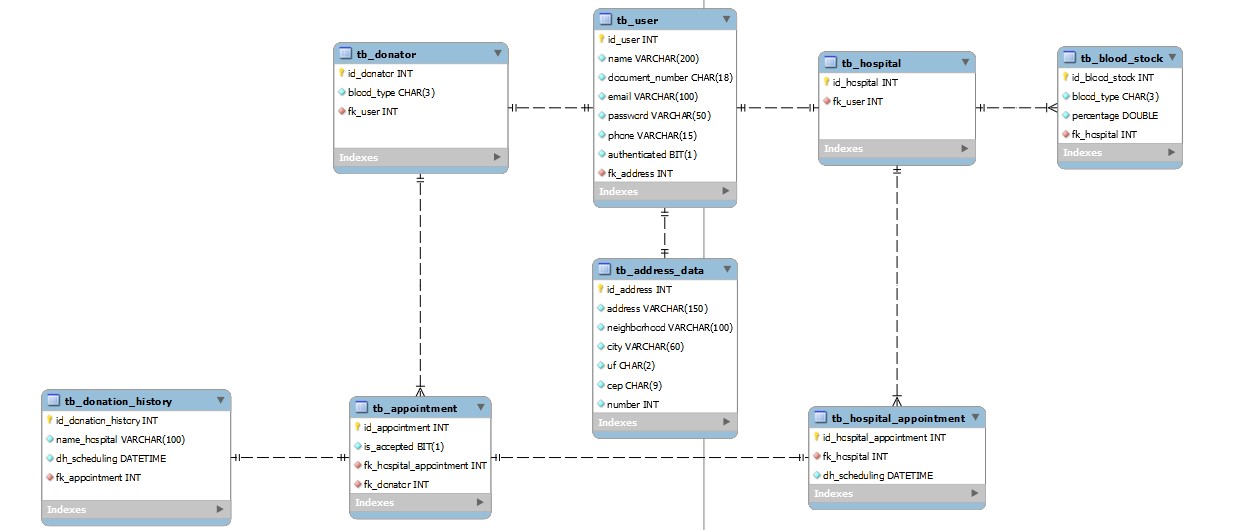 tb_donator
id_donator INT
blood_type CHAR(3)
fk_user INT
Indexes
tb_user
id_user INT
name VARCHAR(200)
document_number CHAR(18)
email VARCHAR(100)
password VARCHAR(50)
phone VARCHAR(15)
authenticated BIT(1)
fk_address INT
Indexes
tb_hospital
id_hospital INT
fk_user INT
Indexes
tb_blood_stock
id_blood_stock INT
blood_type CHAR(3)
percentage DOUBLE
fk_hospital INT
Indexes
tb_address_data
id_address INT
address VARCHAR(150)
neighborhood VARCHAR(100)
city VARCHAR(60)
uf CHAR(2)
cep CHAR(9)
number INT
Indexes
tb_donation_history
id_donation_history INT
name_hospital VARCHAR(100)
dh_scheduling DATETIME
fk_appointment INT
Indexes
tb_appointment
id_appointment INT
is_accepted BIT(1)
fk_hospital_appointment INT
fk_donator INT
Indexes
tb_hospital_appointment
id_hospital_appointment INT
fk_hospital INT
dh_scheduling DATETIME
Indexes